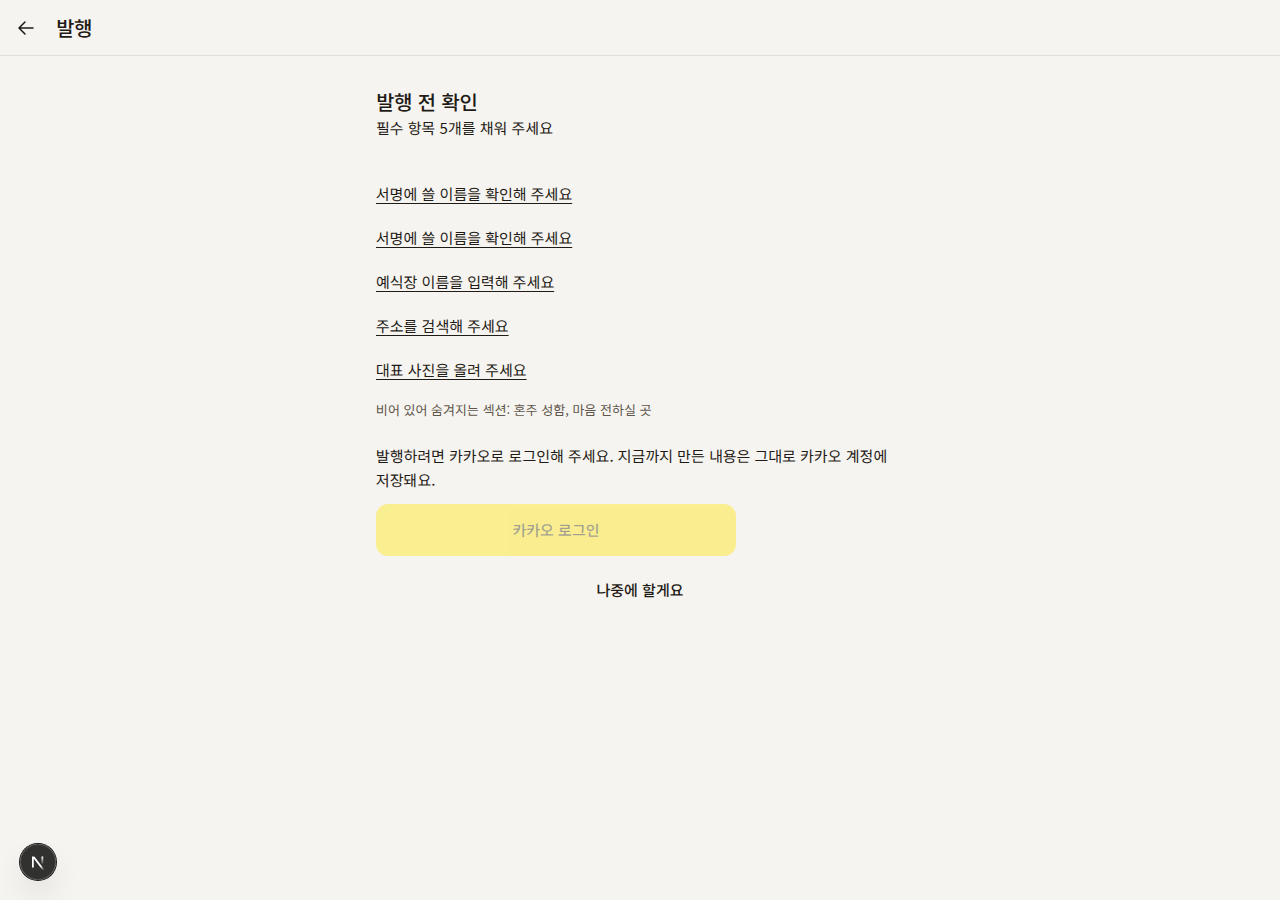 발행
발행 전 확인
필수 항목 5개를 채워 주세요
서명에 쓸 이름을 확인해 주세요
서명에 쓸 이름을 확인해 주세요
예식장 이름을 입력해 주세요
주소를 검색해 주세요
대표 사진을 올려 주세요
비어 있어 숨겨지는 섹션: 혼주 성함, 마음 전하실 곳
발행하려면 카카오로 로그인해 주세요. 지금까지 만든 내용은 그대로 카카오 계정에
저장돼요.
카카오 로그인
나중에 할게요
N